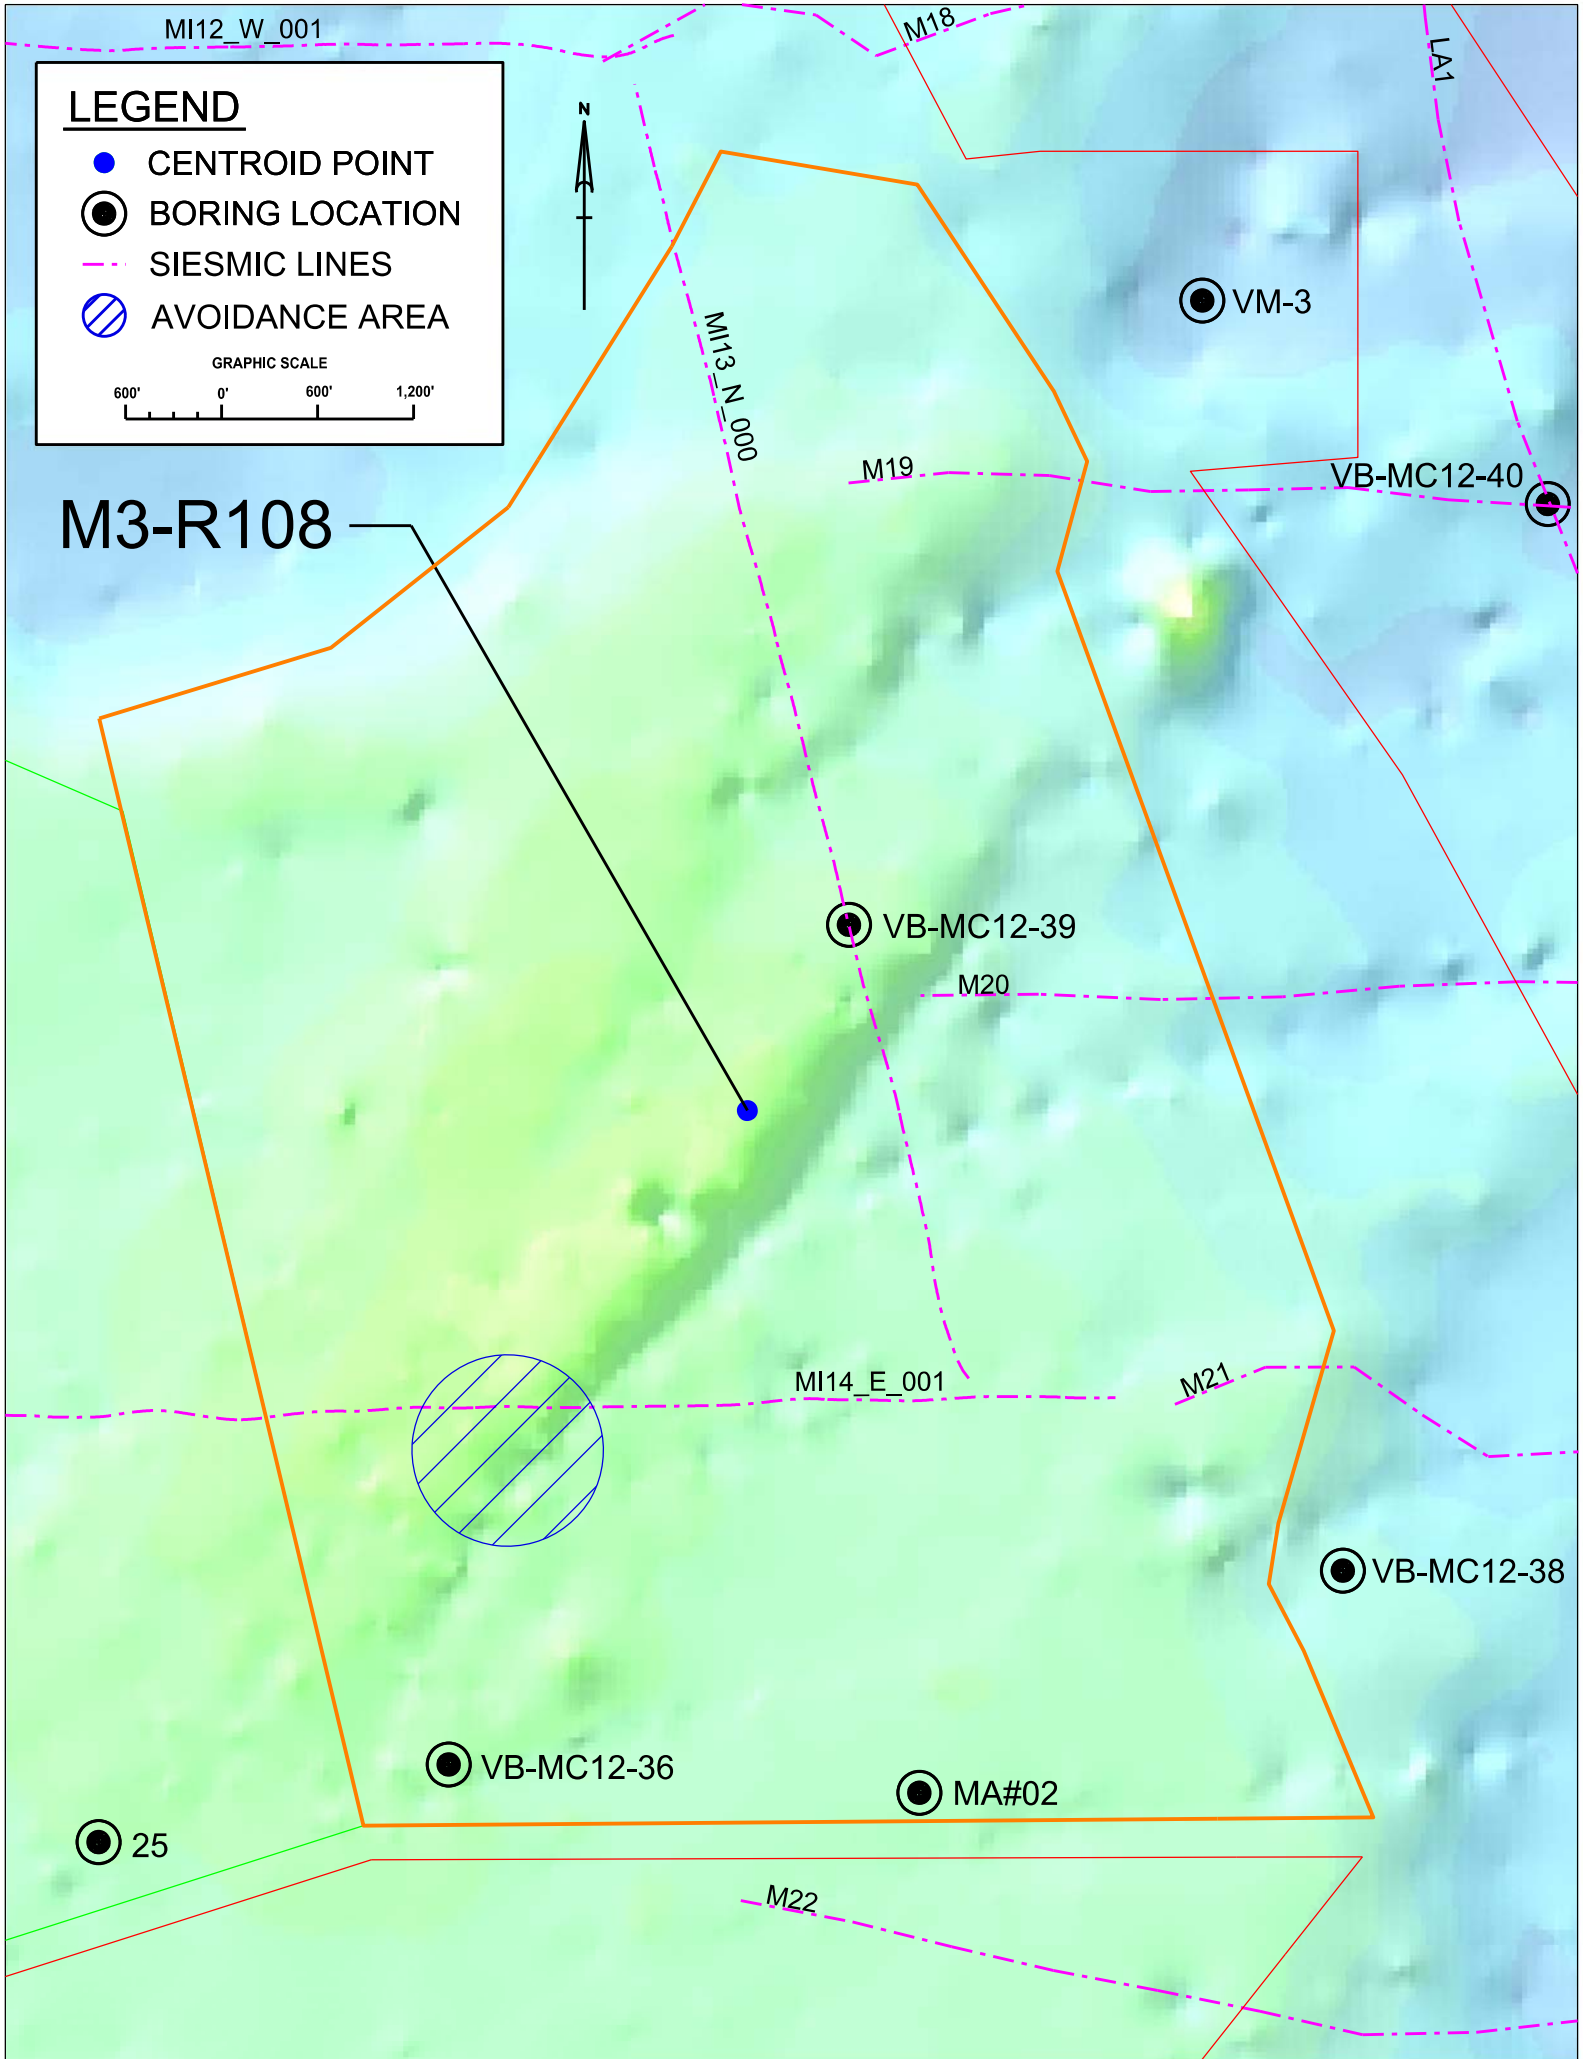 MI12_W_001
M18
LA1
LEGEND
CENTROID POINT
BORING LOCATION
SIESMIC LINES
AVOIDANCE AREA
GRAPHIC SCALE
600' 0' 600' 1,200'
N
VM-3
MI13_N_000
M19
VB-MC12-40
M3-R108
VB-MC12-39
M20
MI14_E_001
M21
VB-MC12-38
VB-MC12-36
MA#02
25
M22